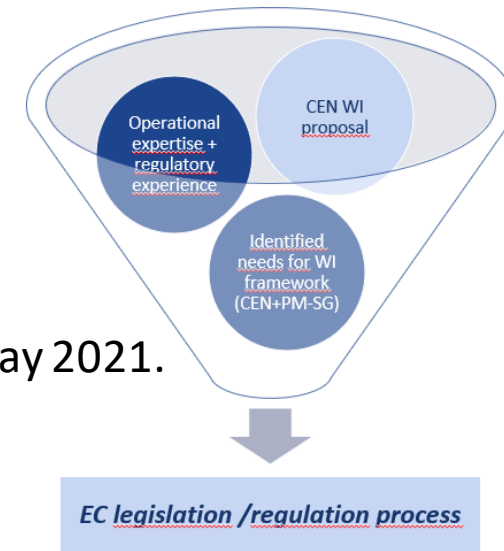 CEN WI
proposal
Operational
expertise +
regulatory
experience
Identified
needs for WI
framework
(CEN+PM-SG)
ay 2021.
EC legislation /regulation process